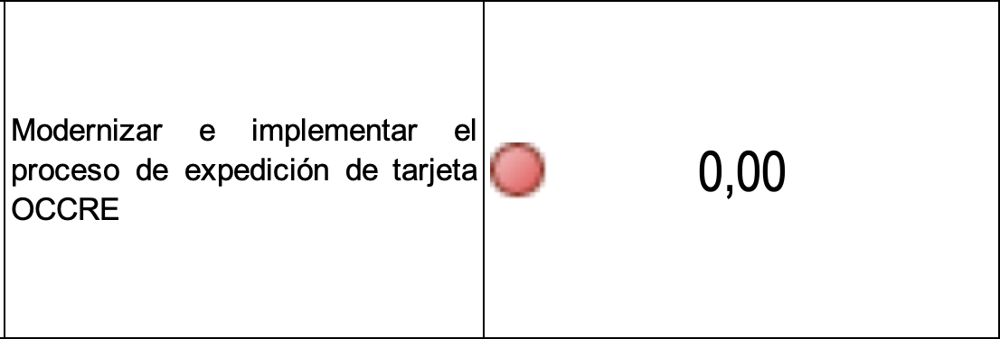 Modernizar e implementar el
proceso de expedición de tarjeta
OCCRE
0,00